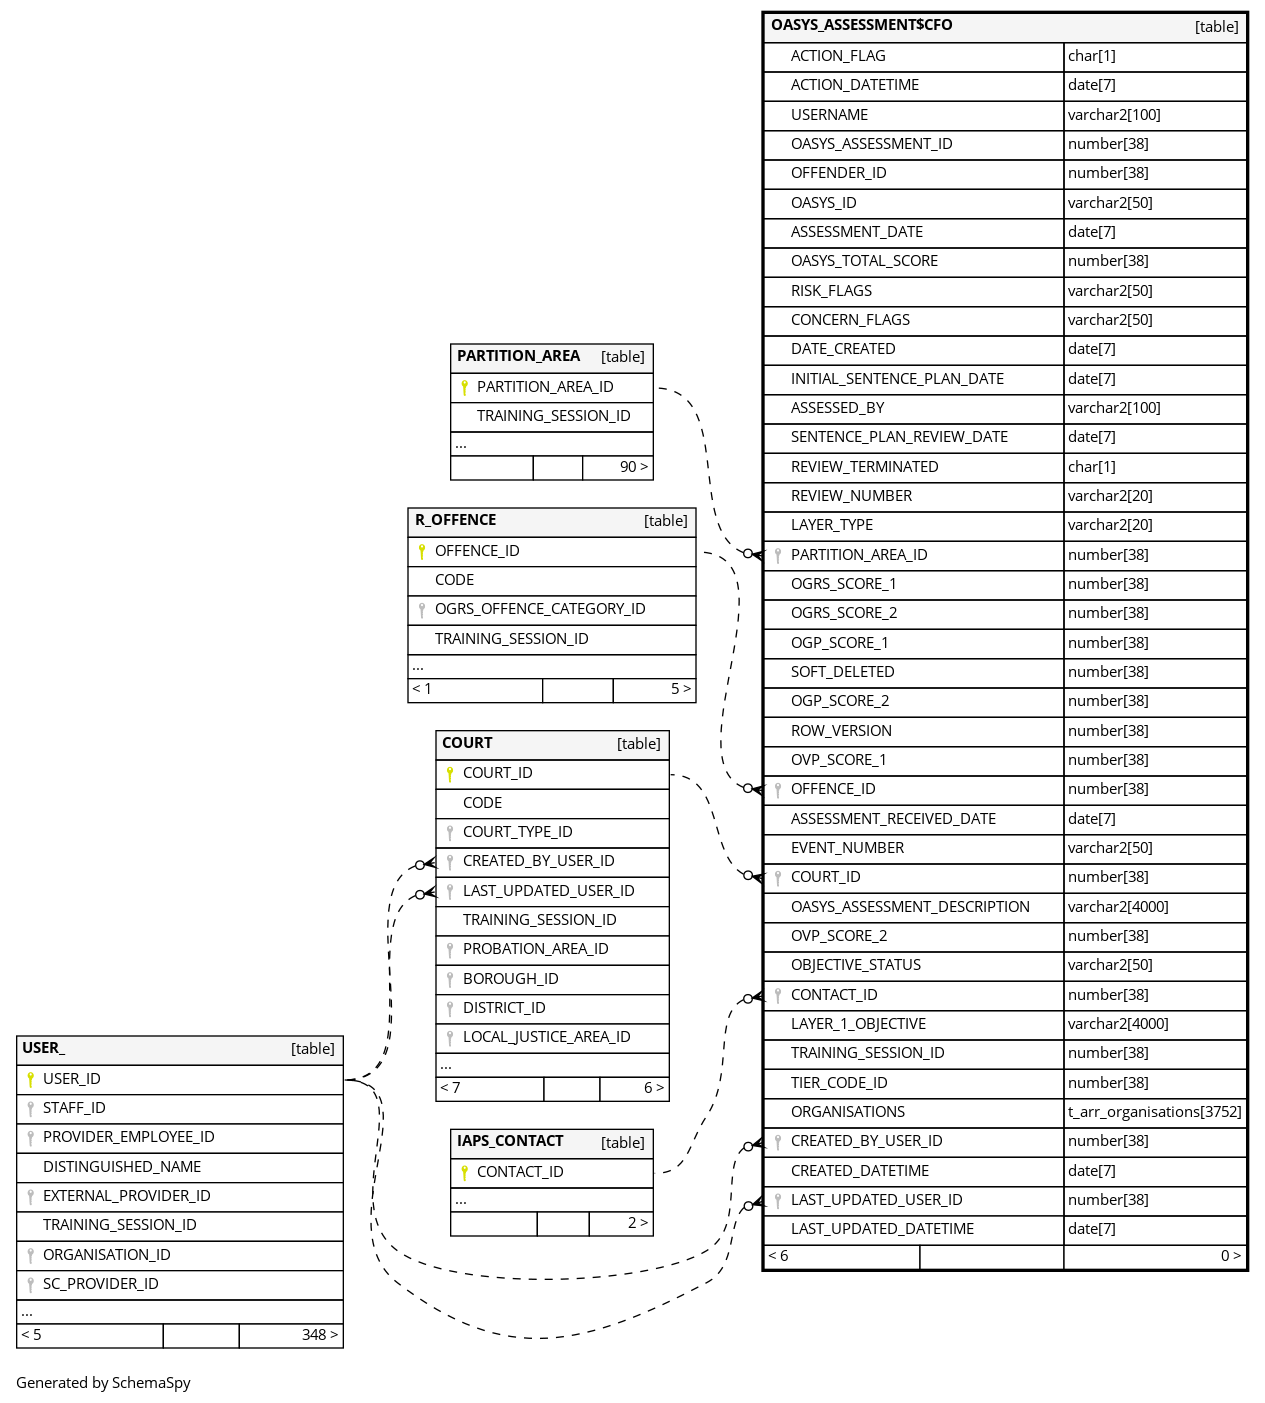 OASYS_ASSESSMENT$CFO [table]
ACTION_FLAG char[1]
ACTION_DATETIME date[7]
USERNAME varchar2[100]
OASYS_ASSESSMENT_ID number[38]
OFFENDER_ID number[38]
OASYS_ID varchar2[50]
ASSESSMENT_DATE date[7]
OASYS_TOTAL_SCORE number[38]
RISK_FLAGS varchar2[50]
CONCERN_FLAGS varchar2[50]
DATE_CREATED date[7]
INITIAL_SENTENCE_PLAN_DATE date[7]
ASSESSED_BY varchar2[100]
SENTENCE_PLAN_REVIEW_DATE date[7]
REVIEW_TERMINATED char[1]
REVIEW_NUMBER varchar2[20]
LAYER_TYPE varchar2[20]
PARTITION_AREA_ID number[38]
OGRS_SCORE_1 number[38]
OGRS_SCORE_2 number[38]
OGP_SCORE_1 number[38]
SOFT_DELETED number[38]
OGP_SCORE_2 number[38]
ROW_VERSION number[38]
OVP_SCORE_1 number[38]
OFFENCE_ID number[38]
ASSESSMENT_RECEIVED_DATE date[7]
EVENT_NUMBER varchar2[50]
COURT_ID number[38]
OASYS_ASSESSMENT_DESCRIPTION varchar2[4000]
OVP_SCORE_2 number[38]
OBJECTIVE_STATUS varchar2[50]
CONTACT_ID number[38]
LAYER_1_OBJECTIVE varchar2[4000]
TRAINING_SESSION_ID number[38]
TIER_CODE_ID number[38]
ORGANISATIONS t_arr_organisations[3752]
CREATED_BY_USER_ID number[38]
CREATED_DATETIME date[7]
LAST_UPDATED_USER_ID number[38]
LAST_UPDATED_DATETIME date[7]
< 6 0 >
PARTITION_AREA [table]
PARTITION_AREA_ID
TRAINING_SESSION_ID
...
90 >
R_OFFENCE [table]
OFFENCE_ID
CODE
OGRS_OFFENCE_CATEGORY_ID
TRAINING_SESSION_ID
...
< 1 5 >
COURT [table]
COURT_ID
CODE
COURT_TYPE_ID
CREATED_BY_USER_ID
LAST_UPDATED_USER_ID
TRAINING_SESSION_ID
PROBATION_AREA_ID
BOROUGH_ID
DISTRICT_ID
LOCAL_JUSTICE_AREA_ID
...
< 7 6 >
IAPS_CONTACT [table]
CONTACT_ID
...
2 >
USER_ [table]
USER_ID
STAFF_ID
PROVIDER_EMPLOYEE_ID
DISTINGUISHED_NAME
EXTERNAL_PROVIDER_ID
TRAINING_SESSION_ID
ORGANISATION_ID
SC_PROVIDER_ID
...
< 5 348 >
Generated by SchemaSpy